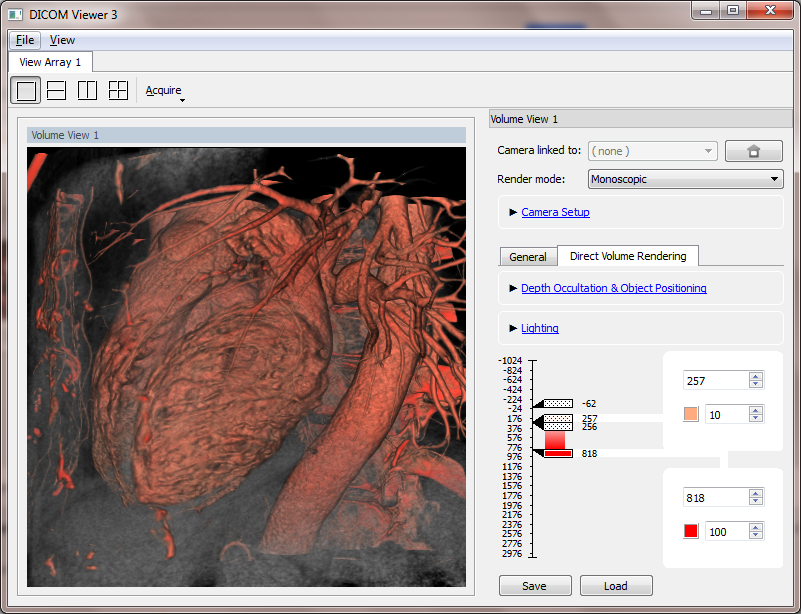 DICOM Viewer 3
File View
View Array 1
Acquire
Volume View 1
Volume View 1
Camera linked to: ( none )
Render mode: Monoscopic
Camera Setup
General Direct Volume Rendering
Depth Occultation & Object Positioning
Lighting
-1024
-824
-624
-424
-224
-24
176
376
576
776
976
1176
1376
1576
1776
1976
2176
2376
2576
2776
2976
-62
257
256
818
257
10
818
100
Save Load